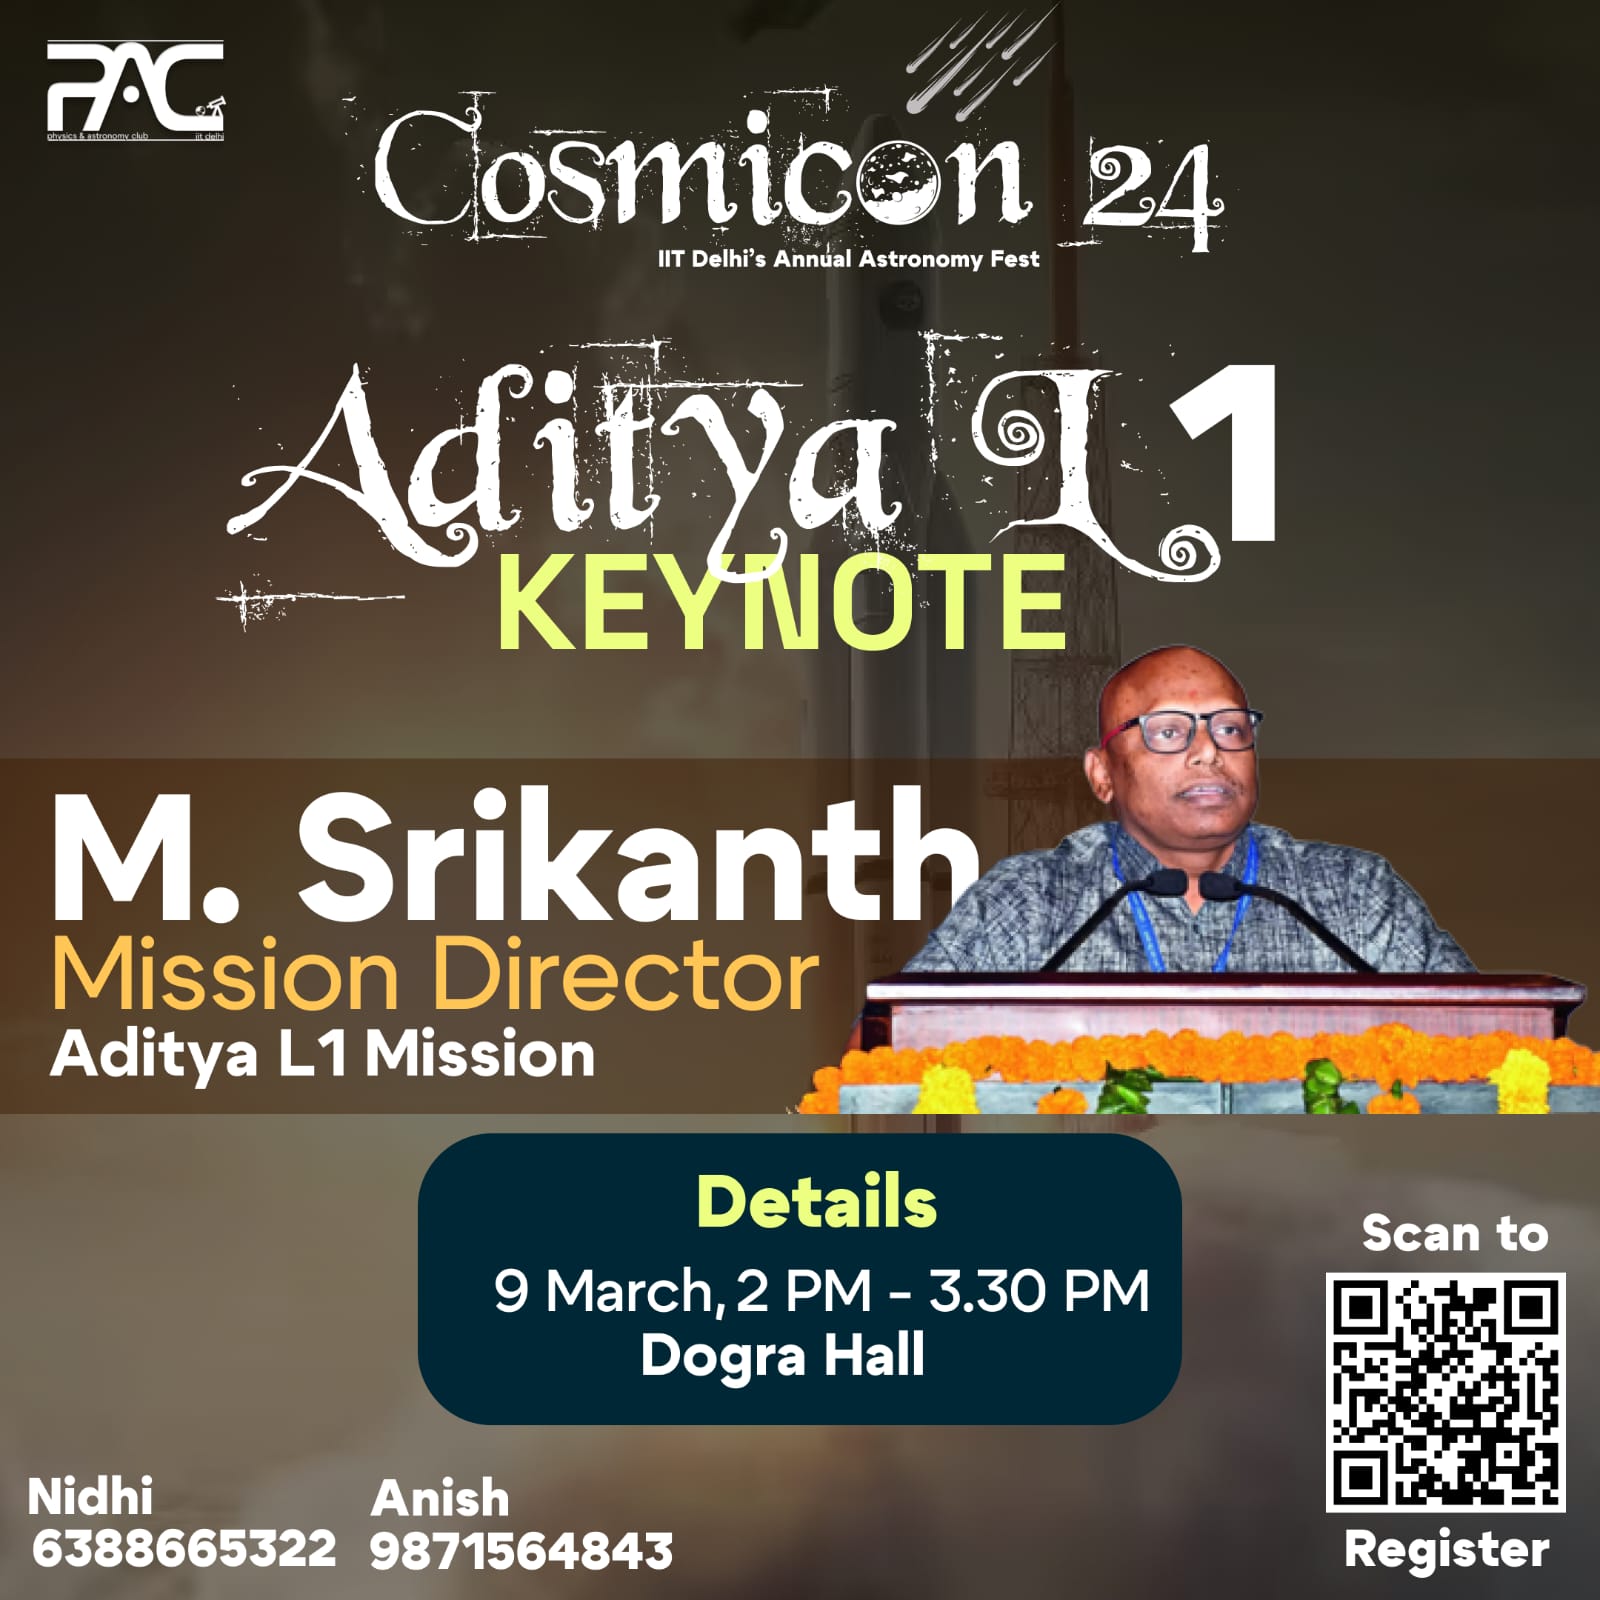 PAC
physics & astronomy club iit delhi
Cosmicon 24
IIT Delhi's Annual Astronomy Fest
Aditya L1
KEYNOTE
M. Srikanth
Mission Director
Aditya L1 Mission
Details
9 March, 2 PM - 3.30 PM
Dogra Hall
Scan to
Register
Nidhi
6388665322
Anish
9871564843